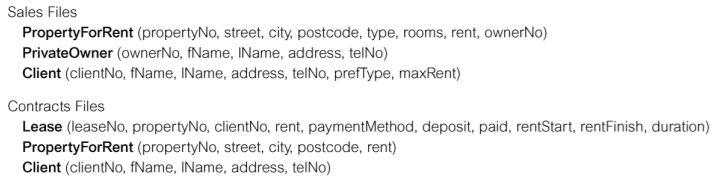 Sales Files
PropertyForRent (propertyNo, street, city, postcode, type, rooms, rent, ownerNo)
PrivateOwner (ownerNo, fName, lName, address, telNo)
Client (clientNo, fName, lName, address, telNo, prefType, maxRent)
Contracts Files
Lease (leaseNo, propertyNo, clientNo, rent, paymentMethod, deposit, paid, rentStart, rentFinish, duration)
PropertyForRent (propertyNo, street, city, postcode, rent)
Client (clientNo, fName, lName, address, telNo)